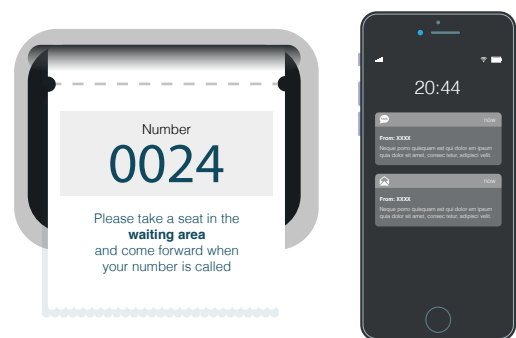 Number
0024
Please take a seat in the
waiting area
and come forward when
your number is called
20:44
now
From: XXXX
Neque porro quisquam est qui dolor em ipsum
quia dolor sit amet, consec tetur, adipisci velit.
now
From: XXXX
Neque porro quisquam est qui dolor em ipsum
quia dolor sit amet, consec tetur, adipisci velit.